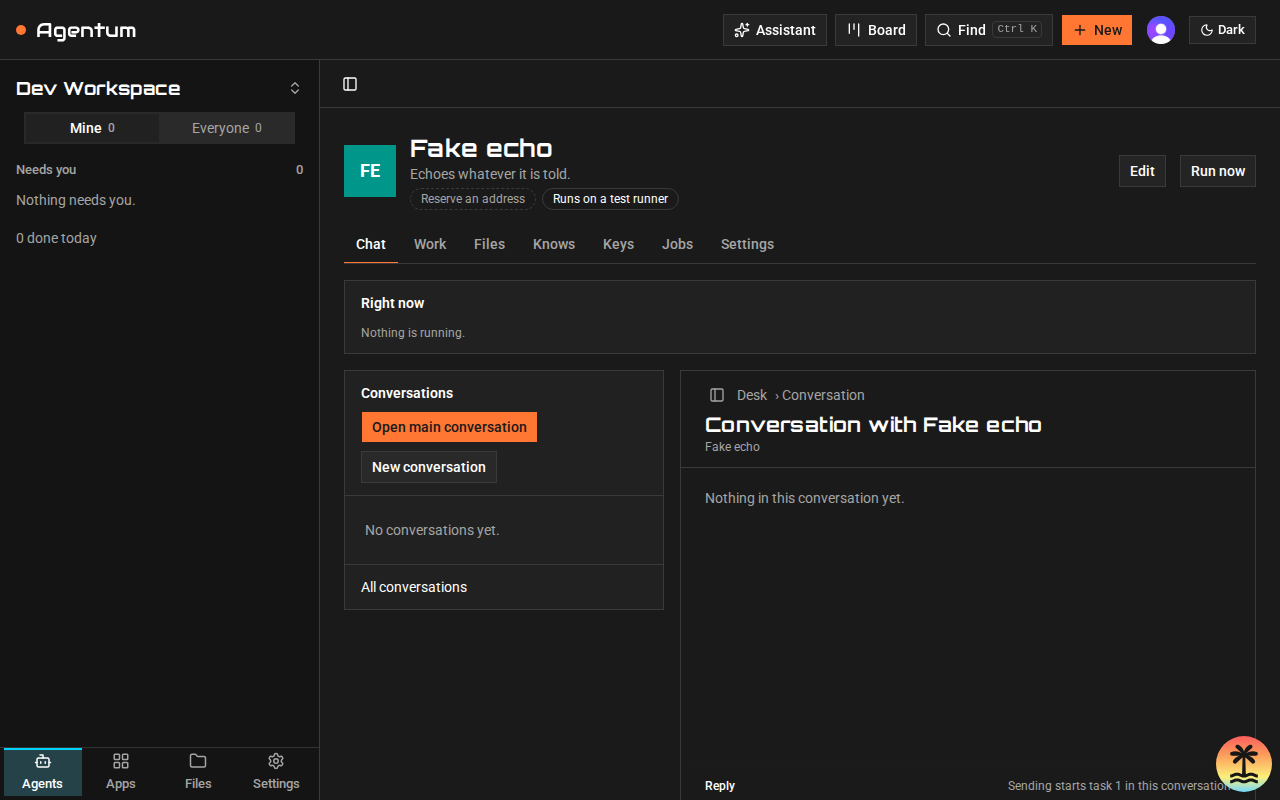 Agentum
Assistant
Board
Find Ctrl K
New
Dark
Dev Workspace
Mine 0
Everyone 0
Needs you 0
Nothing needs you.
0 done today
Agents
Apps
Files
Settings
FE
Fake echo
Echoes whatever it is told.
Reserve an address
Runs on a test runner
Edit
Run now
Chat
Work
Files
Knows
Keys
Jobs
Settings
Right now
Nothing is running.
Conversations
Open main conversation
New conversation
No conversations yet.
All conversations
Desk › Conversation
Conversation with Fake echo
Fake echo
Nothing in this conversation yet.
Reply
Sending starts task 1 in this conversation